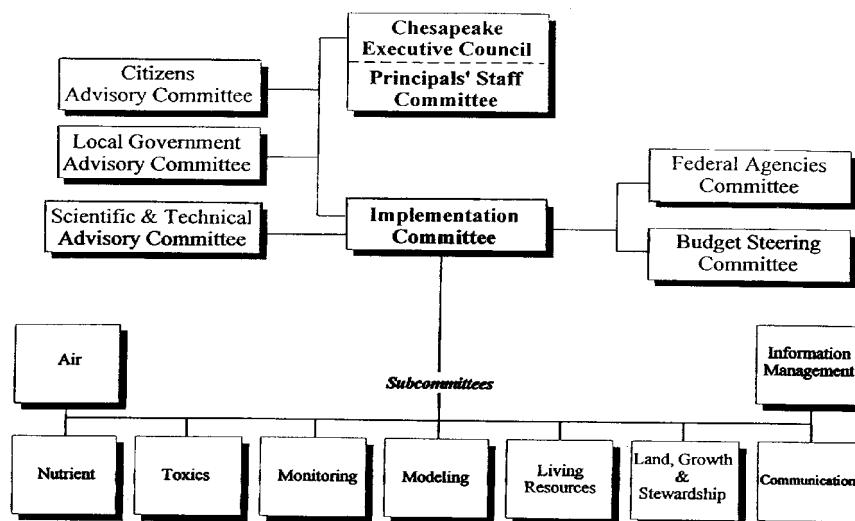 Chesapeake
Executive Council
Principals' Staff
Committee
Citizens
Advisory Committee
Local Government
Advisory Committee
Scientific & Technical
Advisory Committee
Implementation
Committee
Federal Agencies
Committee
Budget Steering
Committee
Air
Information
Management
Subcommittees
Nutrient
Toxics
Monitoring
Modeling
Living
Resources
Land, Growth
&
Stewardship
Communication